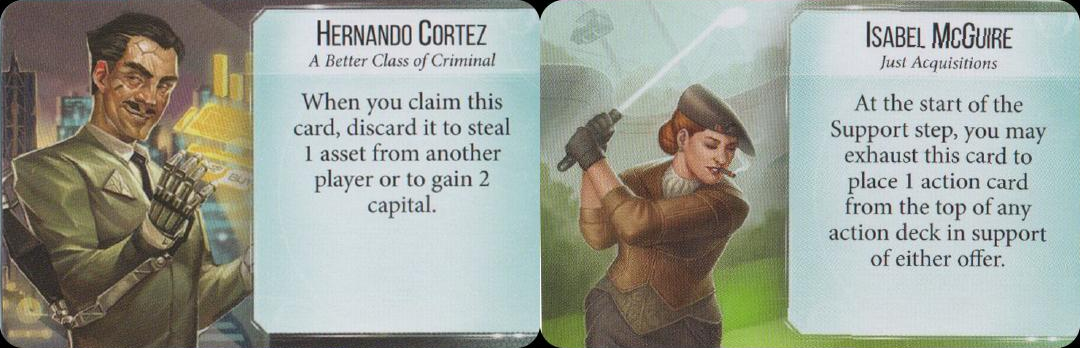 HERNANDO CORTEZ
A Better Class of Criminal
When you claim this
card, discard it to steal
1 asset from another
player or to gain 2
capital.
BUY
ISABEL MCGUIRE
Just Acquisitions
At the start of the
Support step, you may
exhaust this card to
place 1 action card
from the top of any
action deck in support
of either offer.